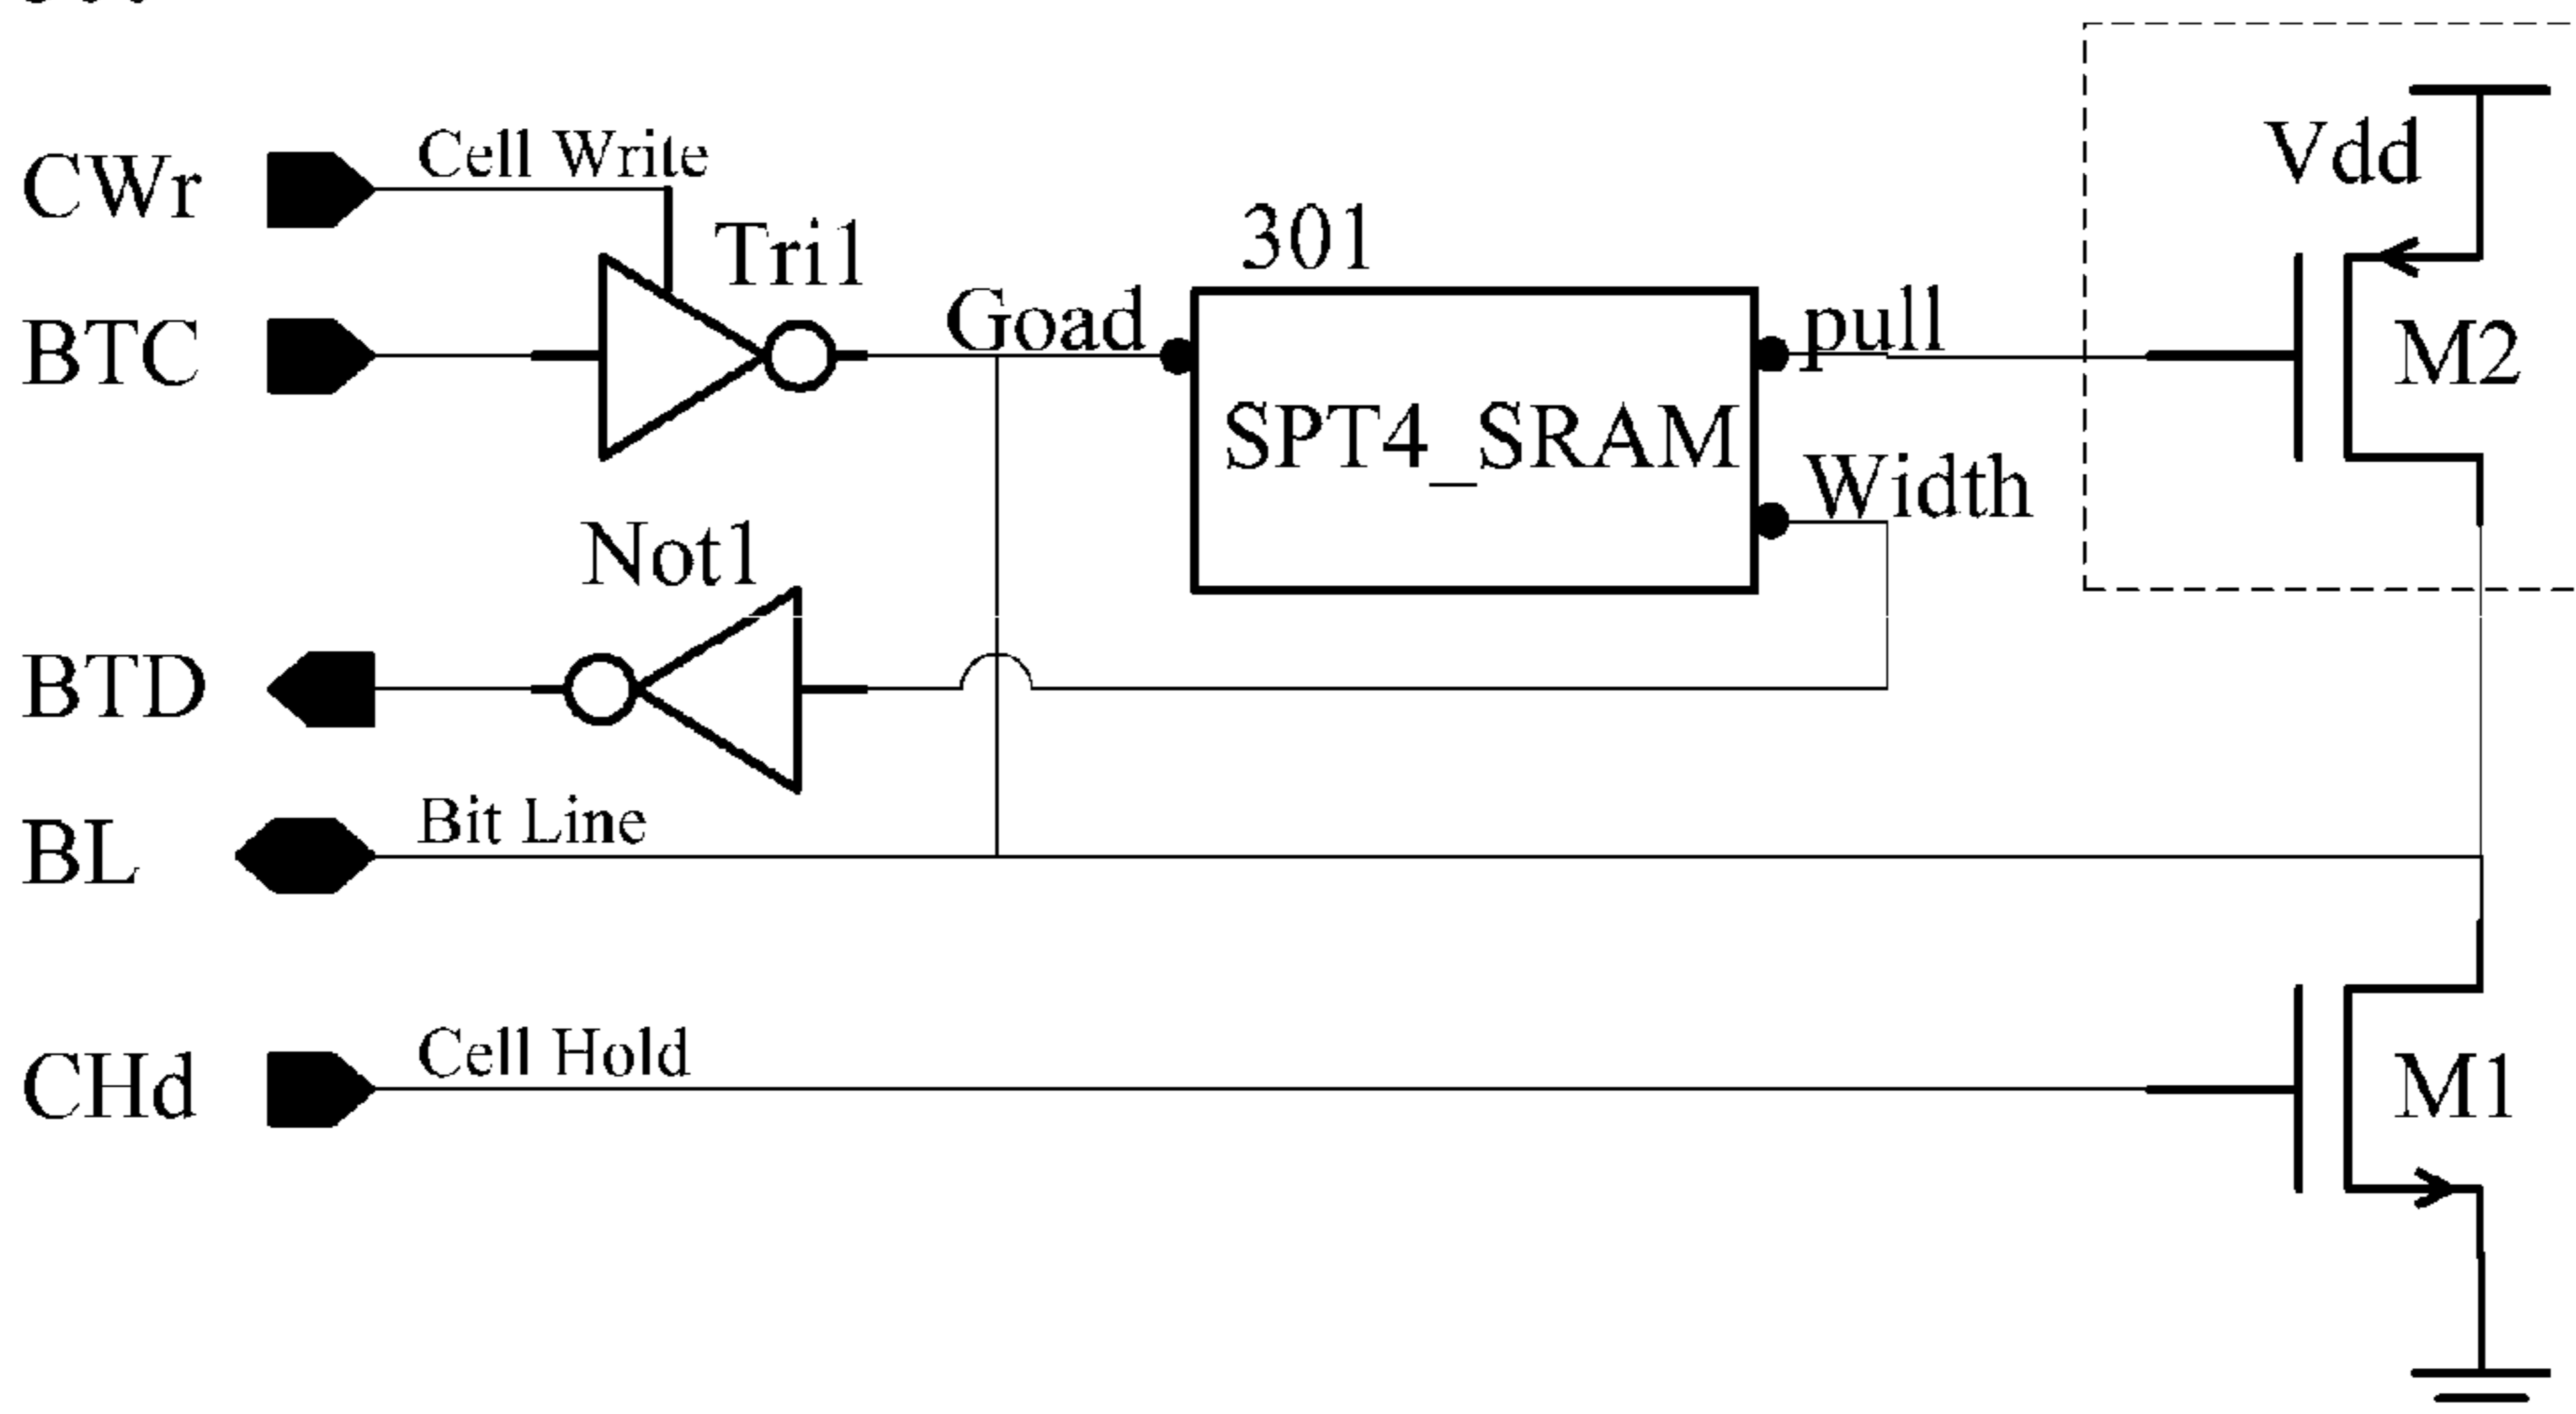 CWr
Cell Write
Tri1
BTC
Goad
301
SPT4_SRAM
pull
Width
Vdd
M2
Not1
BTD
BL
Bit Line
CHd
Cell Hold
M1